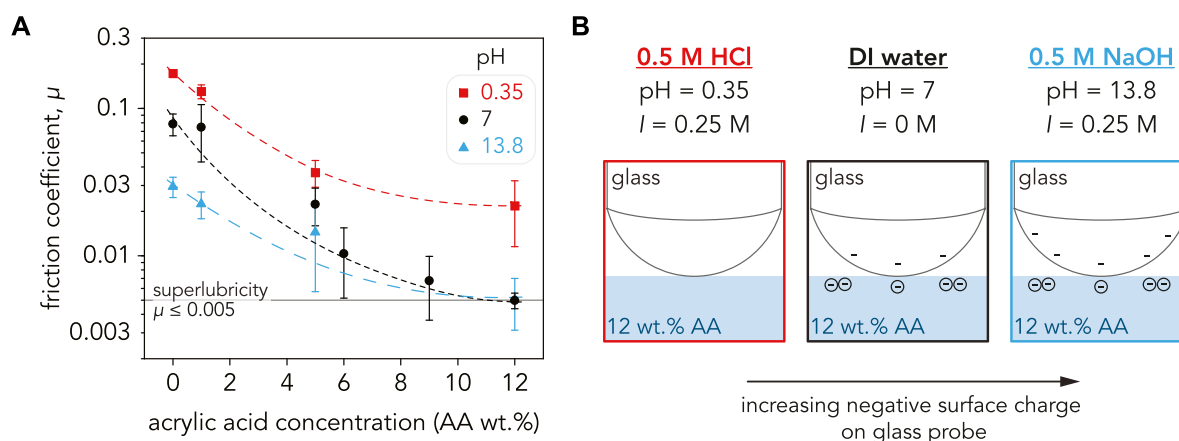 A
0.3
0.1
0.03
0.01
0.003
friction coefficient, μ
pH
0.35
7
13.8
superlubricity
μ ≤ 0.005
0
2
4
6
8
10
12
acrylic acid concentration (AA wt.%)
B
0.5 M HCl
pH = 0.35
I = 0.25 M
glass
12 wt.% AA
DI water
pH = 7
I = 0 M
glass
12 wt.% AA
0.5 M NaOH
pH = 13.8
I = 0.25 M
glass
12 wt.% AA
increasing negative surface charge
on glass probe